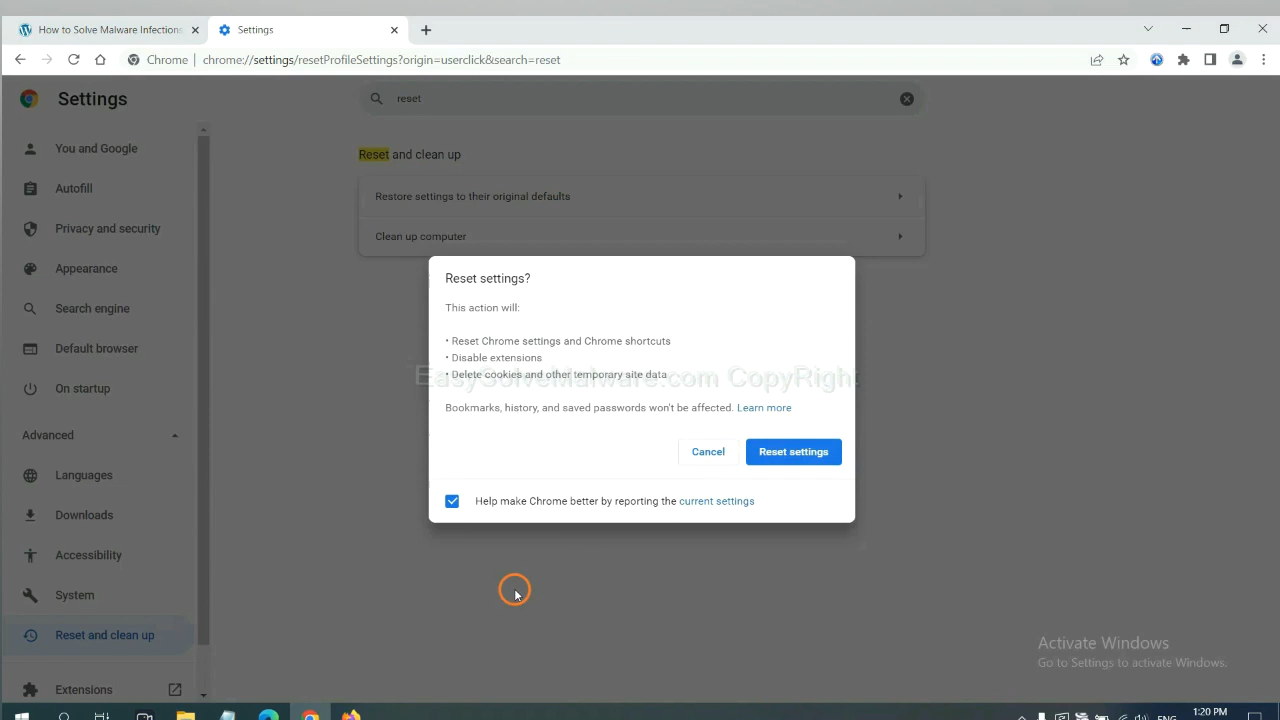 How to Solve Malware Infections
Settings
Chrome | chrome://settings/resetProfileSettings?origin=userclick&search=reset
Settings
reset
You and Google
Autofill
Privacy and security
Appearance
Search engine
Default browser
On startup
Advanced
Languages
Downloads
Accessibility
System
Reset and clean up
Extensions
Reset and clean up
Restore settings to their original defaults
Clean up computer
Reset settings?
This action will:
• Reset Chrome settings and Chrome shortcuts
• Disable extensions
• Delete cookies and other temporary site data
EasySolveMalware.com CopyRight
Bookmarks, history, and saved passwords won't be affected. Learn more
Cancel
Reset settings
Help make Chrome better by reporting the current settings
Activate Windows
Go to Settings to activate Windows.
ENG
1:20 PM